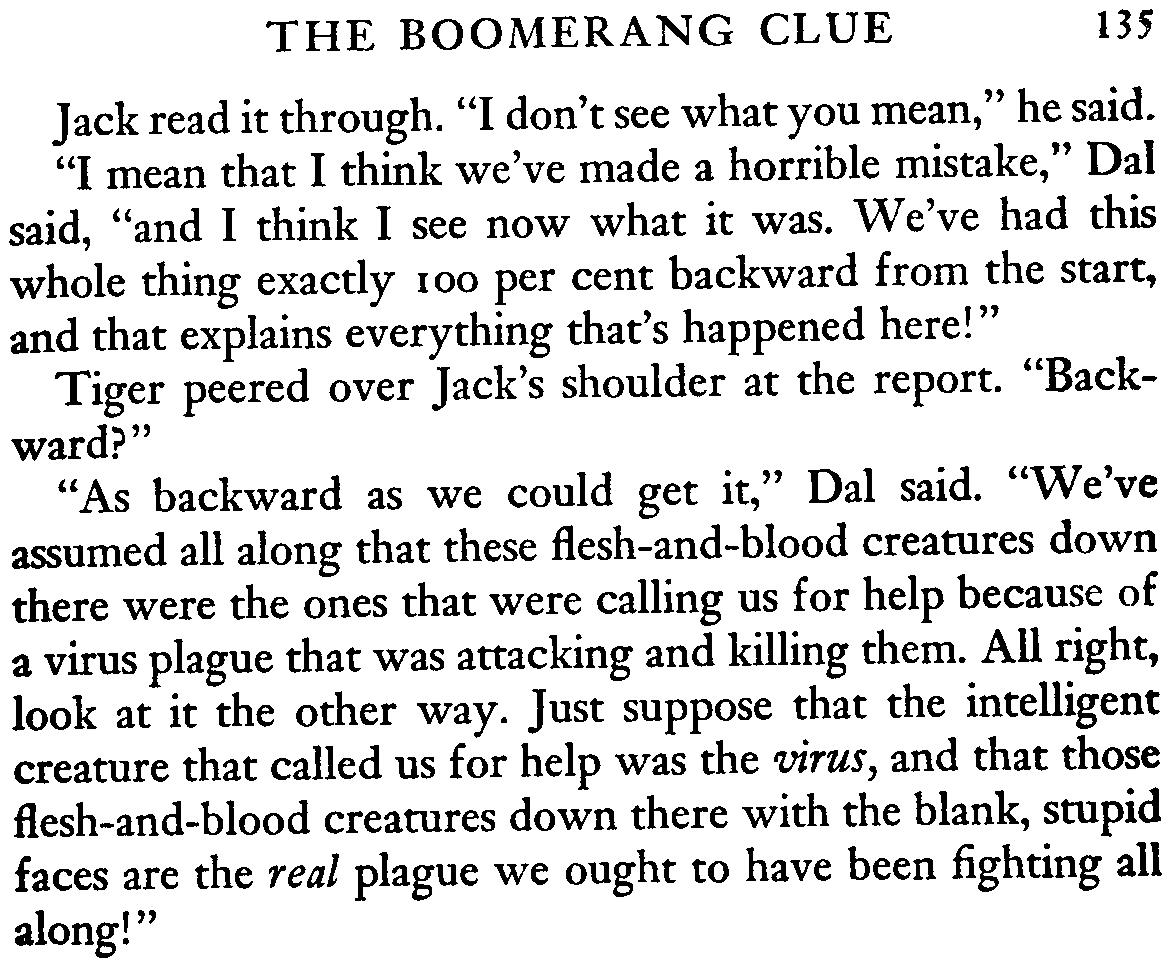 THE BOOMERANG CLUE 135
Jack read it through. “I don’t see what you mean,” he said.
“I mean that I think we’ve made a horrible mistake,” Dal
said, “and I think I see now what it was. We’ve had this
whole thing exactly 100 per cent backward from the start,
and that explains everything that’s happened here!”
Tiger peered over Jack’s shoulder at the report. “Back-
ward?”
“As backward as we could get it,” Dal said. “We’ve
assumed all along that these flesh-and-blood creatures down
there were the ones that were calling us for help because of
a virus plague that was attacking and killing them. All right,
look at it the other way. Just suppose that the intelligent
creature that called us for help was the virus, and that those
flesh-and-blood creatures down there with the blank, stupid
faces are the real plague we ought to have been fighting all
along!”